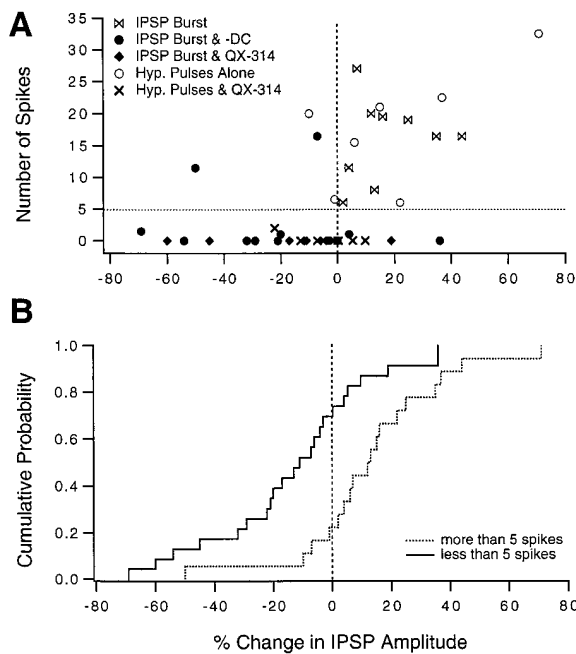 A
IPSP Burst
IPSP Burst & -DC
IPSP Burst & QX-314
Hyp. Pulses Alone
Hyp. Pulses & QX-314
Number of Spikes
35
30
25
20
15
10
5
0
-80 -60 -40 -20 0 20 40 60 80
B
Cumulative Probability
1.0
0.8
0.6
0.4
0.2
0.0
more than 5 spikes
less than 5 spikes
-80 -60 -40 -20 0 20 40 60 80
% Change in IPSP Amplitude